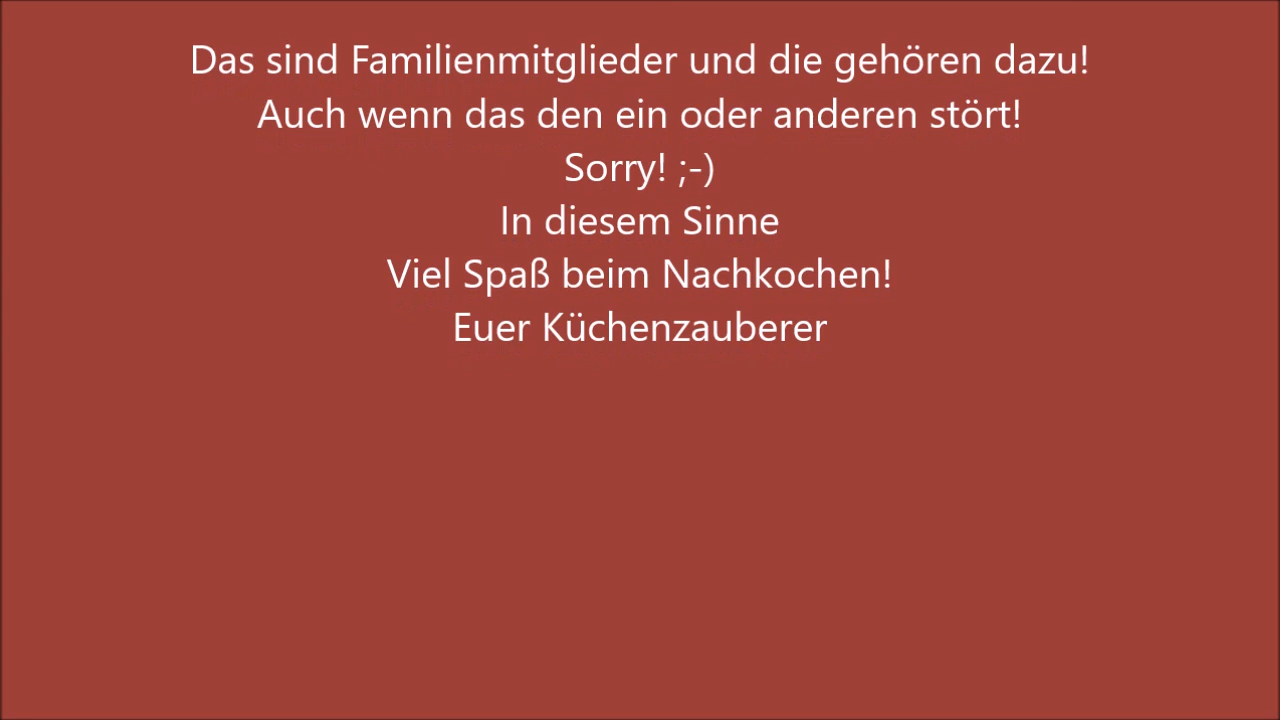 Das sind Familienmitglieder und die gehören dazu!
Auch wenn das den ein oder anderen stört!
Sorry! ;-)
In diesem Sinne
Viel Spaß beim Nachkochen!
Euer Küchenzauberer